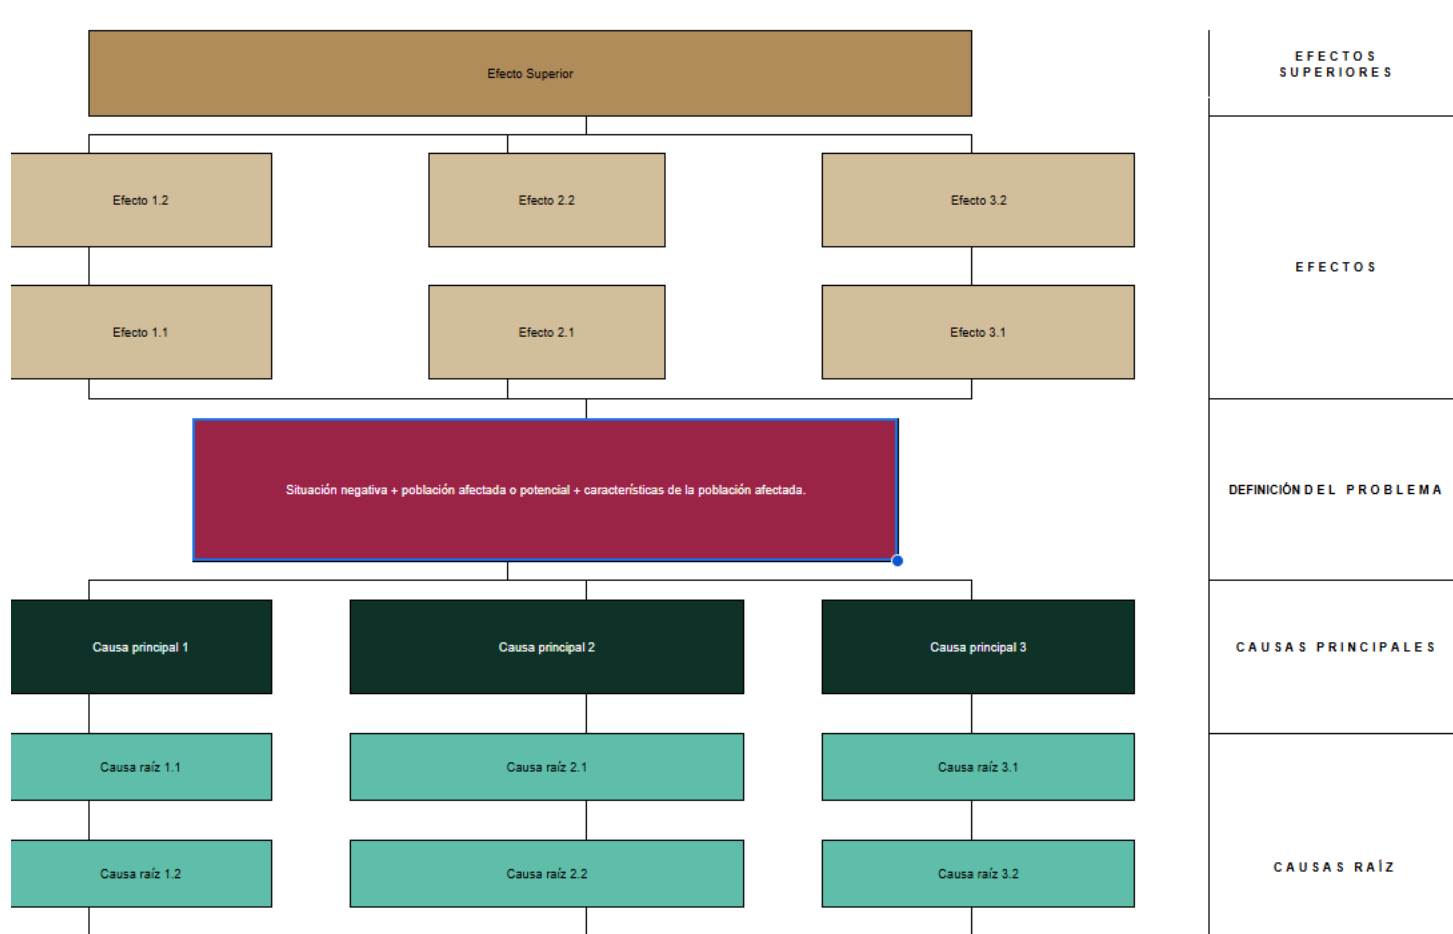 Efecto Superior
EFECTOS
SUPERIORES
Efecto 1.2
Efecto 2.2
Efecto 3.2
EFECTOS
Efecto 1.1
Efecto 2.1
Efecto 3.1
Situación negativa + población afectada o potencial + características de la población afectada.
DEFINICIÓN DEL PROBLEMA
Causa principal 1
Causa principal 2
Causa principal 3
CAUSAS PRINCIPALES
Causa raíz 1.1
Causa raíz 2.1
Causa raíz 3.1
Causa raíz 1.2
Causa raíz 2.2
Causa raíz 3.2
CAUSAS RAÍZ